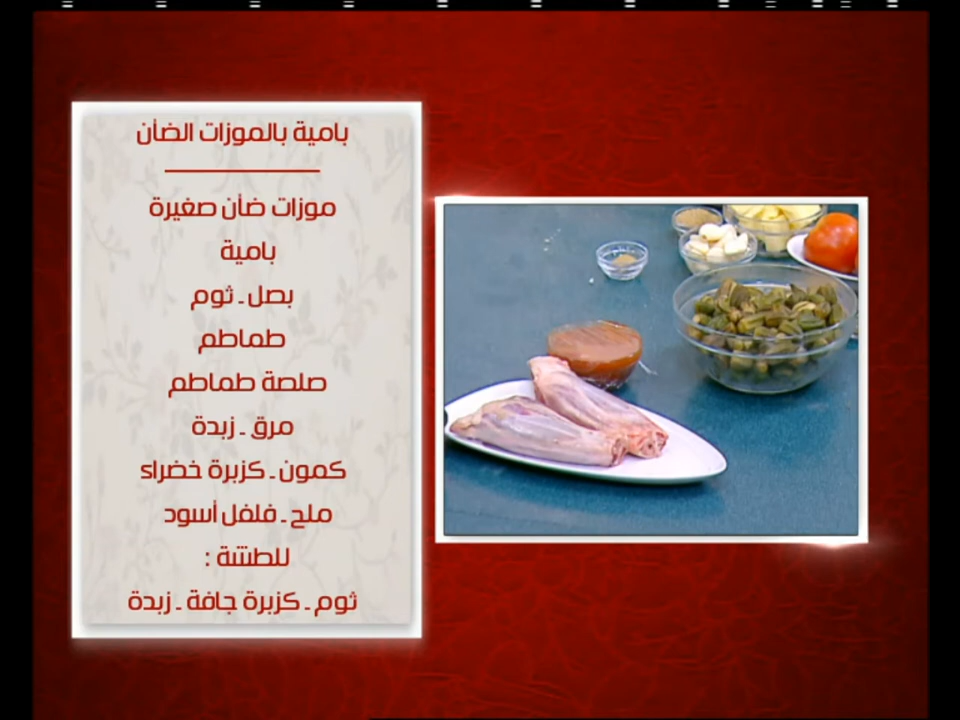 بامية بالموزات الضأن
موزات ضأن صغيرة
بامية
بصل - ثوم
طماطم
صلصة طماطم
مرق - زبدة
كمون - كزبرة خضراء
ملح - فلفل أسود
للطشة :
ثوم - كزبرة جافة - زبدة